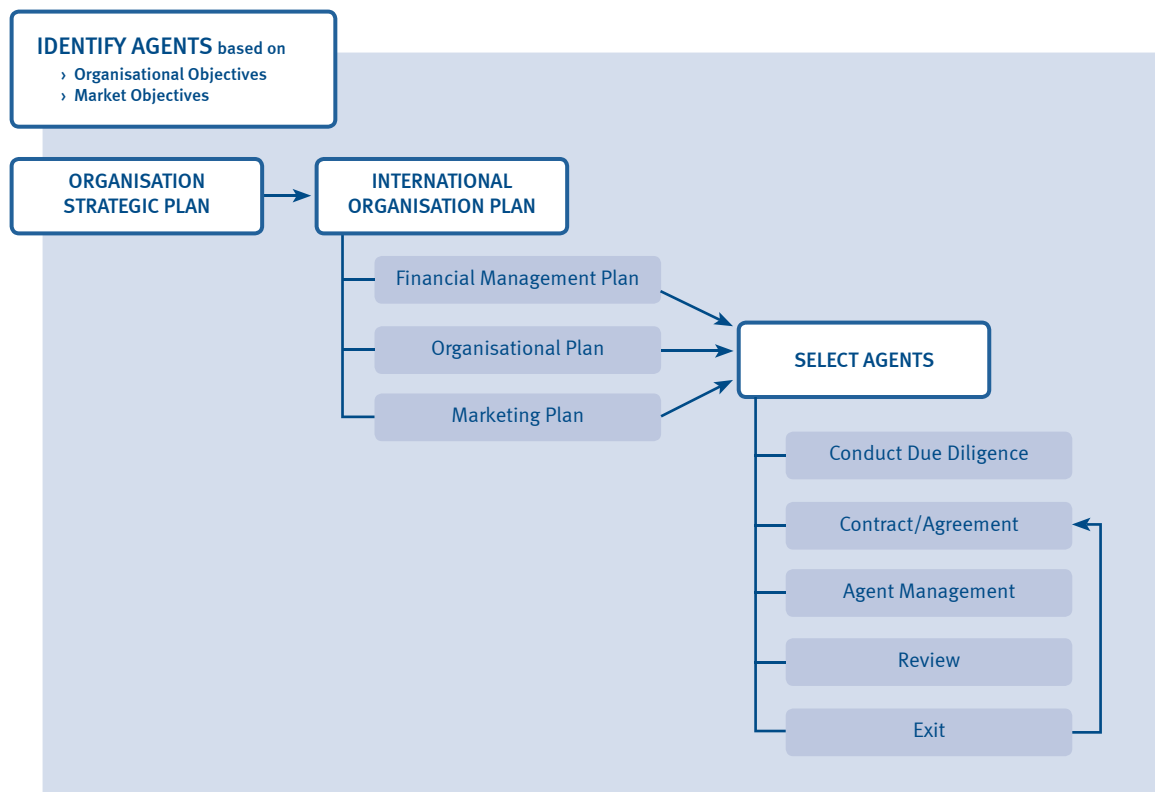 IDENTIFY AGENTS based on
› Organisational Objectives
› Market Objectives
ORGANISATION
STRATEGIC PLAN
INTERNATIONAL
ORGANISATION PLAN
Financial Management Plan
Organisational Plan
Marketing Plan
SELECT AGENTS
Conduct Due Diligence
Contract/Agreement
Agent Management
Review
Exit